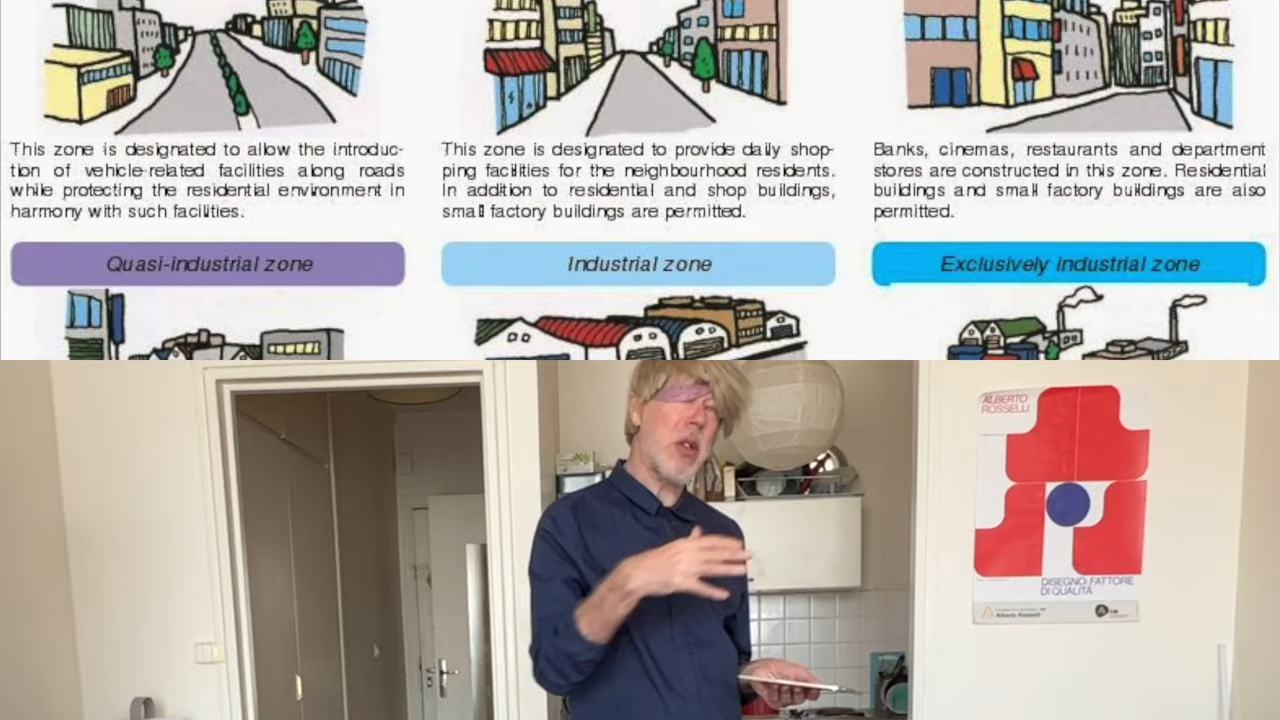 This zone is designated to allow the introduc-
tion of vehicle-related facilities along roads
while protecting the residential environment in
harmony with such facilities.
This zone is designated to provide daily shop-
ping facilities for the neighbourhood residents.
In addition to residential and shop buildings,
small factory buildings are permitted.
Banks, cinemas, restaurants and department
stores are constructed in this zone. Residential
buildings and small factory buildings are also
permitted.
Quasi-industrial zone
Industrial zone
Exclusively industrial zone
ALBERTO
ROSSELLI
DISEGNO: FATTORE
DI QUALITÀ
Alberto Rosselli